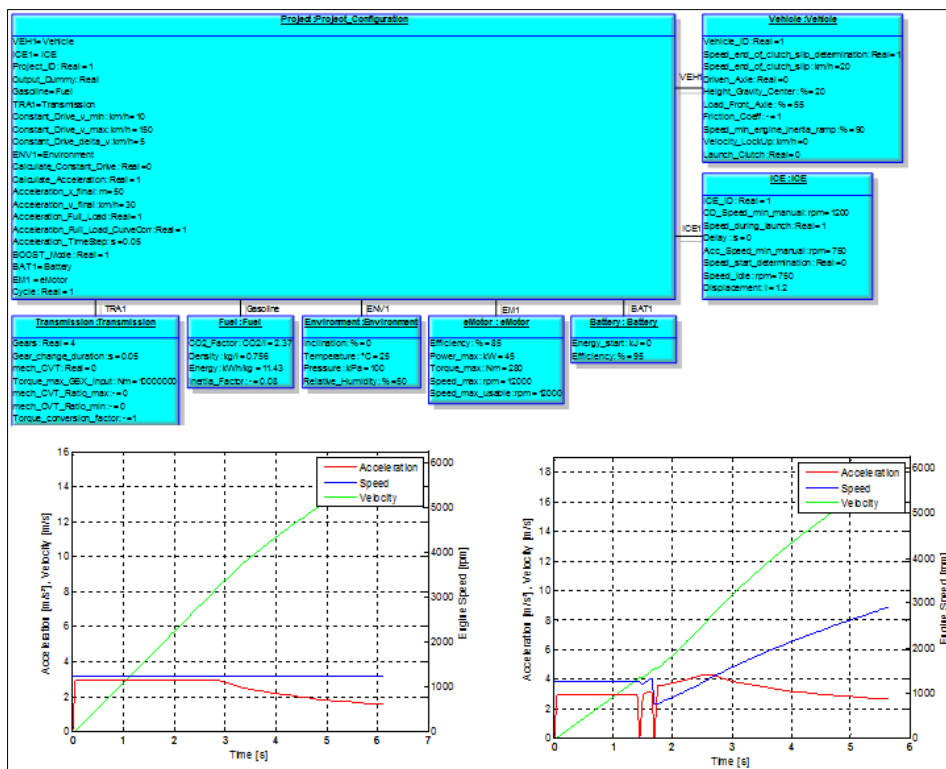 Project :Project_Configuration
VEH1= Vehicle
ICE1 = ICE
Project_ID : Real = 1
Output_Dummy: Real
Gasoline = Fuel
TRA1=Transmission
Constant_Drive_v_min : km/h = 10
Constant_Drive_v_max : km/h = 150
Constant_Drive_delta_v : km/h = 5
ENV1=Environment
Calculate_Constant_Drive : Real=0
Calculate_Acceleration : Real = 1
Acceleration_x_final : m = 50
Acceleration_v_final : km/h = 30
Acceleration_Full_Load : Real = 1
Acceleration_Full_Load_CurveCorr : Real = 1
Acceleration_TimeStep : s = 0.05
BOOST_Mode : Real = 1
BAT1= Battery
EM1 = eMotor
Cycle : Real = 1
VEH1
Vehicle :Vehicle
Vehicle_ID : Real = 1
Speed_end_of_clutch_slip_determination : Real = 1
Speed_end_of_clutch_slip : km/h = 20
Driven_Axle : Real=0
Height_Gravity_Center : % = 20
Load_Front_Axle : % = 55
Friction_Coeff : - = 1
Speed_min_engine_inertia_ramp : % = 90
Velocity_LockUp : km/h = 0
Launch_Clutch : Real = 0
ICE1
ICE : ICE
ICE_ID : Real = 1
CD_Speed_min_manual : rpm = 1200
Speed_during_launch : Real = 1
Delay : s = 0
Acc_Speed_min_manual : rpm = 750
Speed_start_determination : Real = 0
Speed_Idle : rpm = 750
Displacement : l = 1.2
TRA1
Gasoline
ENV1
EM1
BAT1
Transmission : Transmission
Gears : Real = 4
Gear_change_duration : s = 0.05
mech_CVT : Real=0
Torque_max_GBX_Input : Nm = 10000000
mech_CVT_Ratio_max : - = 0
mech_CVT_Ratio_min : - = 0
Torque_conversion_factor : - = 1
Fuel : Fuel
CO2_Factor : CO2/l = 2.37
Density : kg/l = 0.756
Energy : kWh/kg = 11.43
Inertia_Factor : - = 0.08
Environment :Environment
Inclination : % = 0
Temperature : °C = 25
Pressure : kPa = 100
Relative_Humidity : % = 50
eMotor : eMotor
Efficiency : % = 85
Power_max : kW = 45
Torque_max : Nm = 280
Speed_max : rpm = 12000
Speed_max_usable : rpm = 12000
Battery : Battery
Energy_start : kJ = 0
Efficiency : % = 95
Acceleration [m/s²], Velocity [m/s]
16
14
12
10
8
6
4
2
0
Acceleration
Speed
Velocity
6000
5000
4000
3000
2000
1000
0
Engine Speed [rpm]
0 1 2 3 4 5 6 7
Time [s]
Acceleration [m/s²], Velocity [m/s]
18
16
14
12
10
8
6
4
2
0
Acceleration
Speed
Velocity
6000
5000
4000
3000
2000
1000
0
Engine Speed [rpm]
0 1 2 3 4 5 6
Time [s]